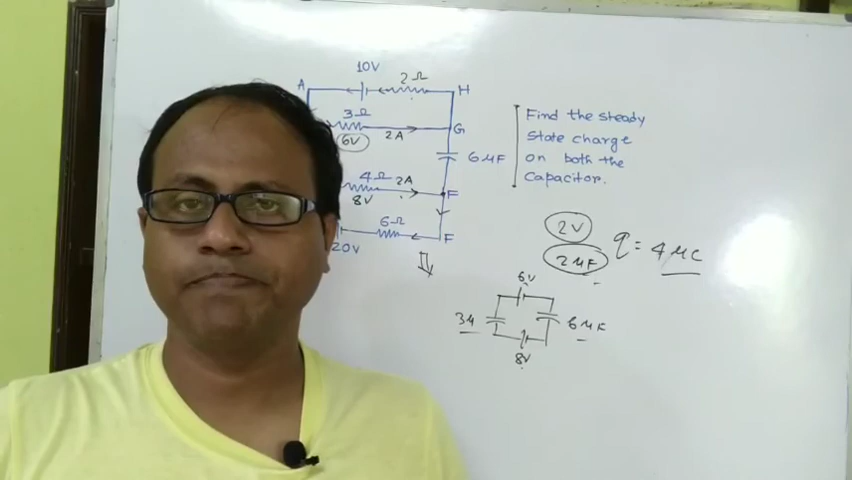 10V
A
2Ω
H
3Ω
6V
2A
G
6μF
4Ω
2A
8V
F
6Ω
20V
F
Find the steady
State charge
on both the
Capacitor.
2V
2μF
q = 4μC
6V
3μ
6μF
8V